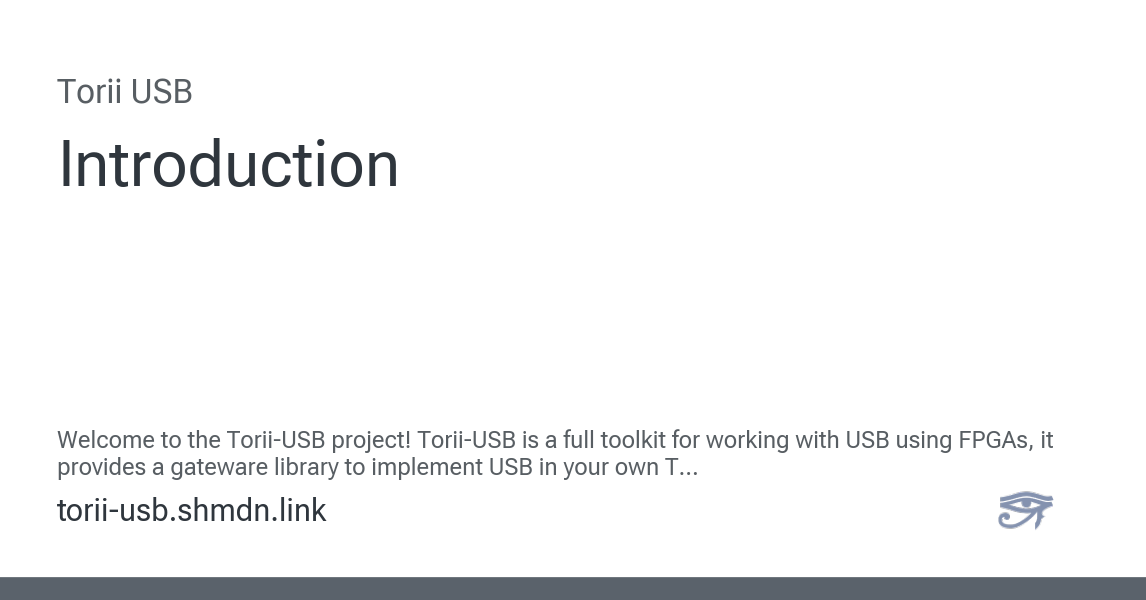 Torii USB
Introduction
Welcome to the Torii-USB project! Torii-USB is a full toolkit for working with USB using FPGAs, it
provides a gateware library to implement USB in your own T...
torii-usb.shmdn.link